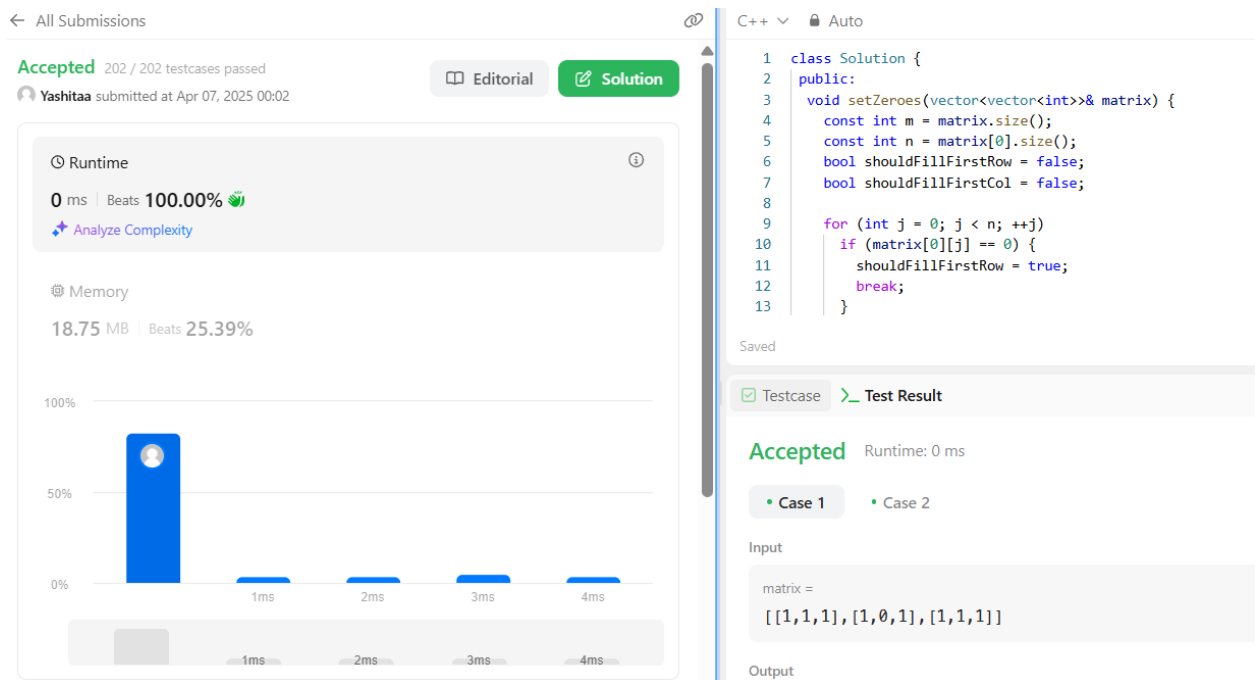 All Submissions
Accepted 202 / 202 testcases passed
Yashitaa submitted at Apr 07, 2025 00:02
Editorial
Solution
Runtime
0 ms Beats 100.00%
Analyze Complexity
Memory
18.75 MB Beats 25.39%
100%
50%
0%
1ms 2ms 3ms 4ms
1ms 2ms 3ms 4ms
C++ Auto
1 class Solution {
2 public:
3 void setZeroes(vector<vector<int>>& matrix) {
4 const int m = matrix.size();
5 const int n = matrix[0].size();
6 bool shouldFillFirstRow = false;
7 bool shouldFillFirstCol = false;
8
9 for (int j = 0; j < n; ++j)
10 if (matrix[0][j] == 0) {
11 shouldFillFirstRow = true;
12 break;
13 }
Saved
Testcase >_ Test Result
Accepted Runtime: 0 ms
• Case 1 • Case 2
Input
matrix =
[[1,1,1],[1,0,1],[1,1,1]]
Output